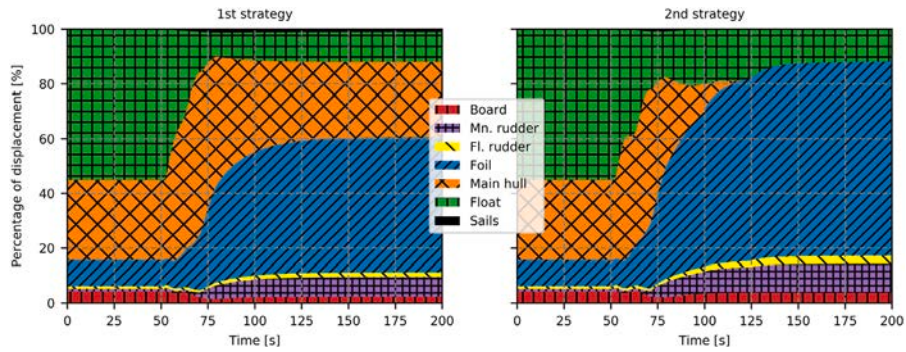 1st strategy
2nd strategy
Percentage of displacement [%]
100
80
60
40
20
0
Board
Mn. rudder
Fl. rudder
Foil
Main hull
Float
Sails
0 25 50 75 100 125 150 175 200
0 25 50 75 100 125 150 175 200
Time [s]
Time [s]